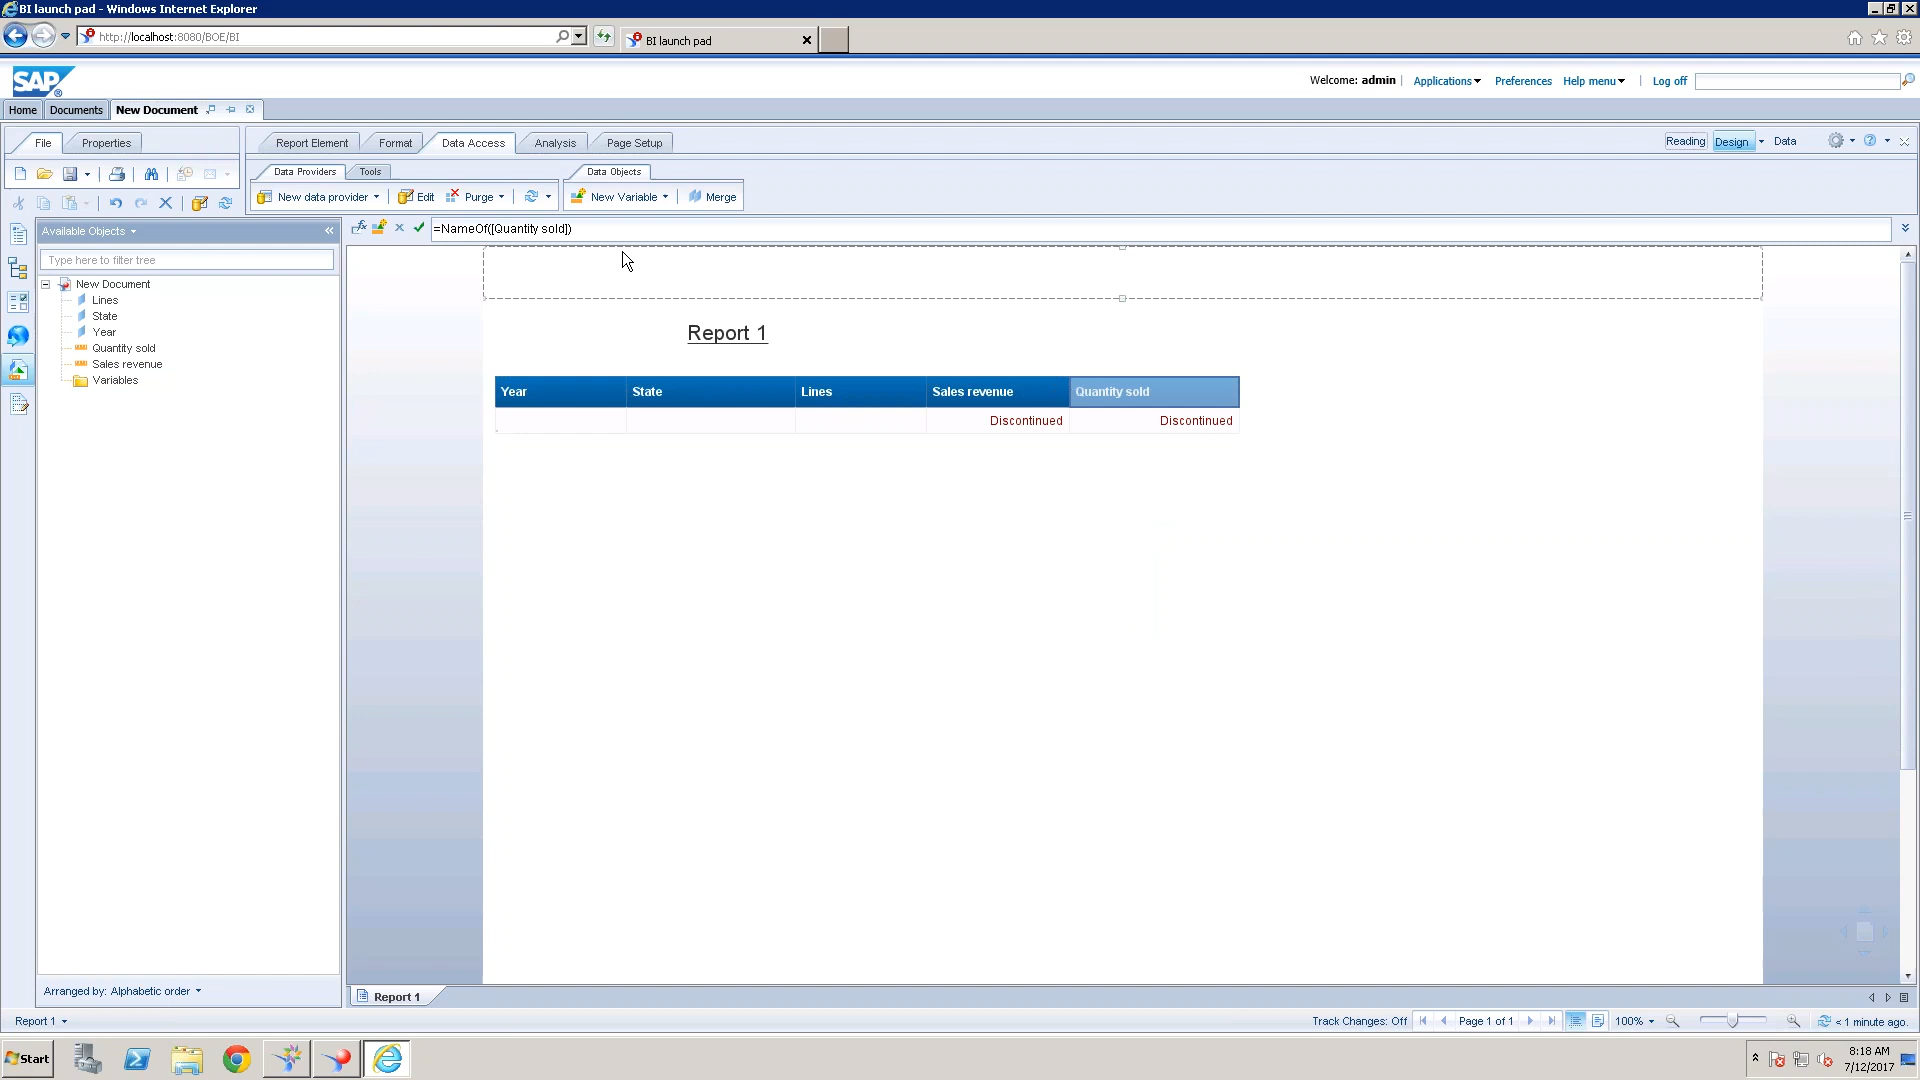 BI launch pad - Windows Internet Explorer
http://localhost:8080/BOE/BI
BI launch pad
SAP
Welcome: admin
Applications
Preferences
Help menu
Log off
Home
Documents
New Document
File
Properties
Report Element
Format
Data Access
Analysis
Page Setup
Reading
Design
Data
Data Providers
Tools
Data Objects
New data provider
Edit
Purge
New Variable
Merge
Available Objects
=NameOf([Quantity sold])
Type here to filter tree
New Document
Lines
State
Year
Quantity sold
Sales revenue
Variables
Report 1
Year State Lines Sales revenue Quantity sold
Discontinued Discontinued
Arranged by: Alphabetic order
Report 1
Report 1
Track Changes: Off
Page 1 of 1
100%
< 1 minute ago.
Start
8:18 AM
7/12/2017